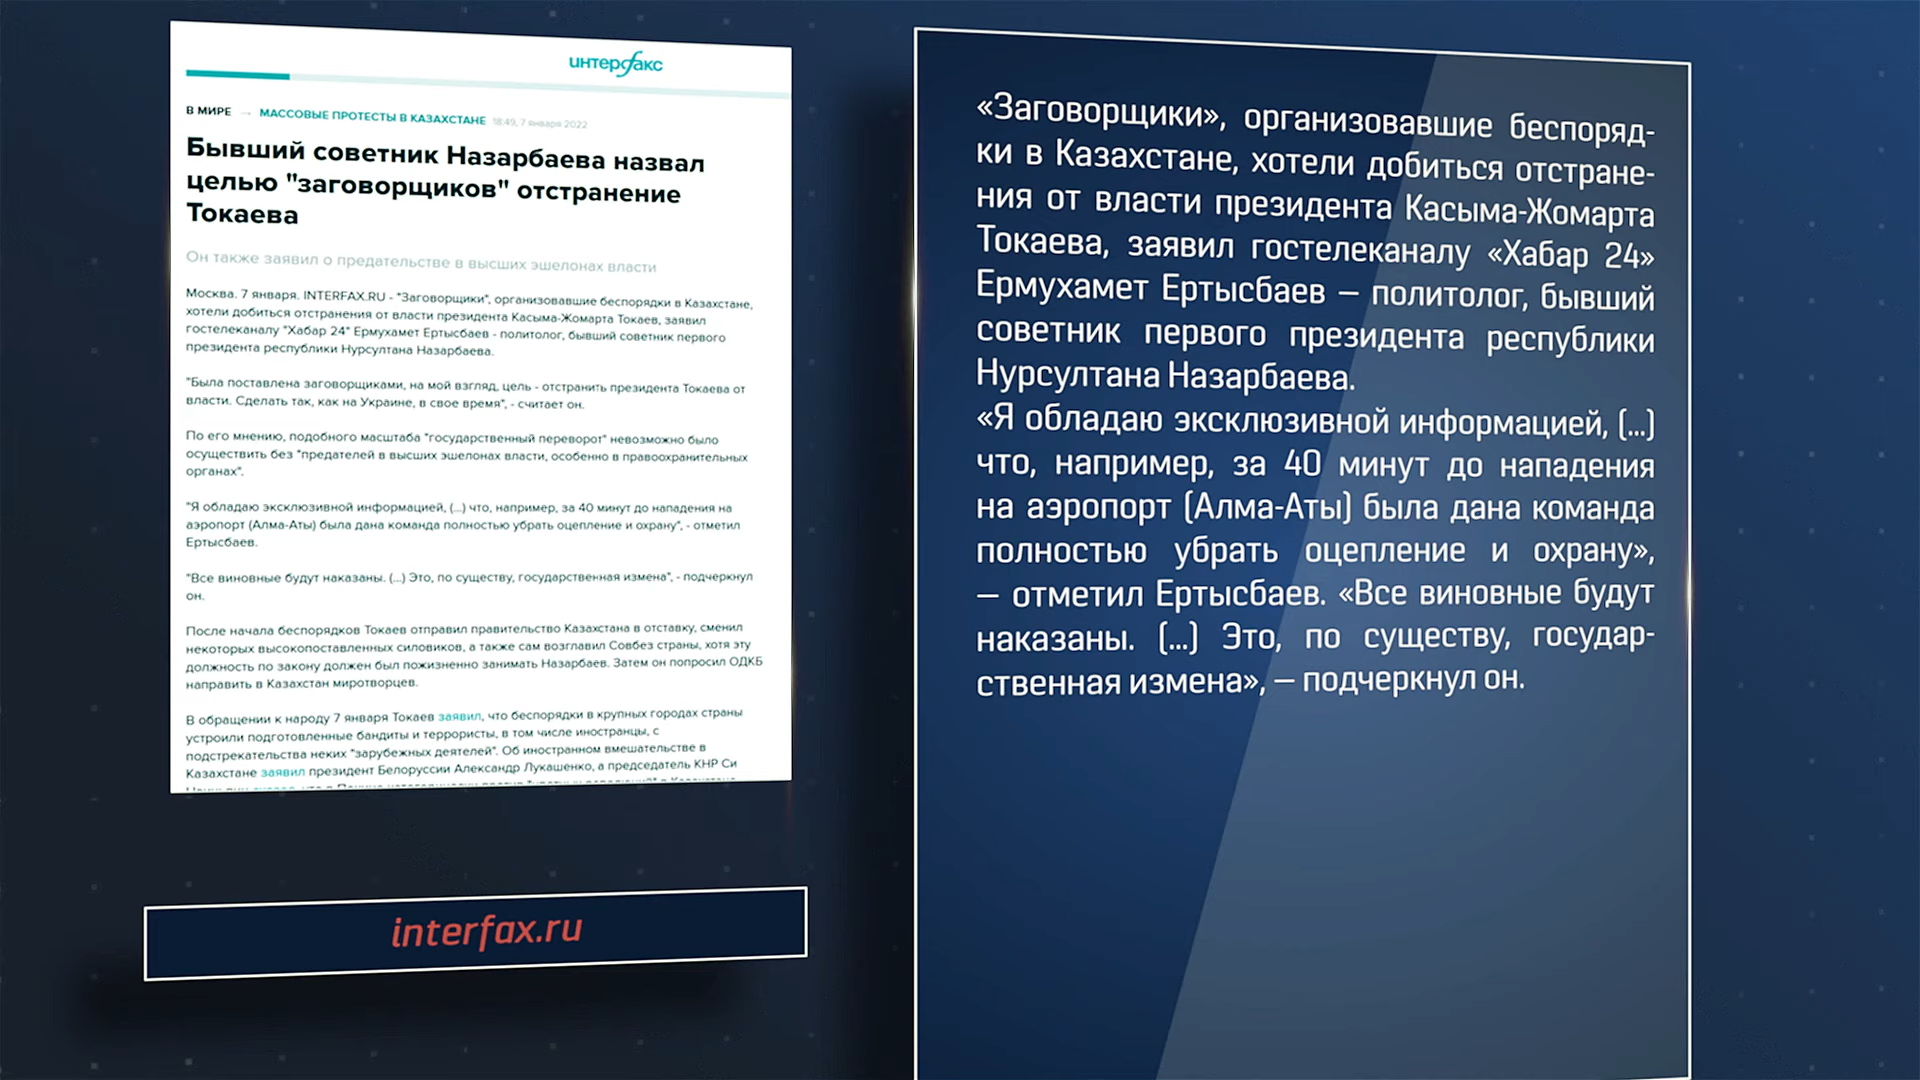 интерфакс
В МИРЕ → МАССОВЫЕ ПРОТЕСТЫ В КАЗАХСТАНЕ 18:49, 7 января 2022
Бывший советник Назарбаева назвал
целью "заговорщиков" отстранение
Токаева
Он также заявил о предательстве в высших эшелонах власти
Москва. 7 января. INTERFAX.RU - "Заговорщики", организовавшие беспорядки в Казахстане,
хотели добиться отстранения от власти президента Касыма-Жомарта Токаев, заявил
гостелеканалу "Хабар 24" Ермухамет Ертысбаев - политолог, бывший советник первого
президента республики Нурсултана Назарбаева.
"Была поставлена заговорщиками, на мой взгляд, цель - отстранить президента Токаева от
власти. Сделать так, как на Украине, в свое время", - считает он.
По его мнению, подобного масштаба "государственный переворот" невозможно было
осуществить без "предателей в высших эшелонах власти, особенно в правоохранительных
органах".
"Я обладаю эксклюзивной информацией, (...) что, например, за 40 минут до нападения на
аэропорт (Алма-Аты) была дана команда полностью убрать оцепление и охрану", - отметил
Ертысбаев.
"Все виновные будут наказаны. (...) Это, по существу, государственная измена", - подчеркнул
он.
После начала беспорядков Токаев отправил правительство Казахстана в отставку, сменил
некоторых высокопоставленных силовиков, а также сам возглавил Совбез страны, хотя эту
должность по закону должен был пожизненно занимать Назарбаев. Затем он попросил ОДКБ
направить в Казахстан миротворцев.
В обращении к народу 7 января Токаев заявил, что беспорядки в крупных городах страны
устроили подготовленные бандиты и террористы, в том числе иностранцы, с
подстрекательства неких "зарубежных деятелей". Об иностранном вмешательстве в
Казахстане заявил президент Белоруссии Александр Лукашенко, а председатель КНР Си
interfax.ru
«Заговорщики», организовавшие беспоряд-
ки в Казахстане, хотели добиться отстране-
ния от власти президента Касыма-Жомарта
Токаева, заявил гостелеканалу «Хабар 24»
Ермухамет Ертысбаев – политолог, бывший
советник первого президента республики
Нурсултана Назарбаева.
«Я обладаю эксклюзивной информацией, (...)
что, например, за 40 минут до нападения
на аэропорт (Алма-Аты) была дана команда
полностью убрать оцепление и охрану»,
– отметил Ертысбаев. «Все виновные будут
наказаны. (...) Это, по существу, государ-
ственная измена», – подчеркнул он.